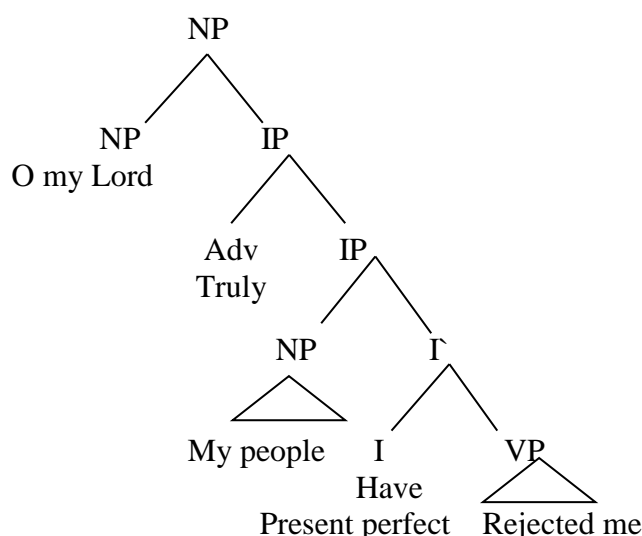 NP
NP IP
O my Lord
Adv IP
Truly
NP I`
My people I VP
Have
Present perfect Rejected me